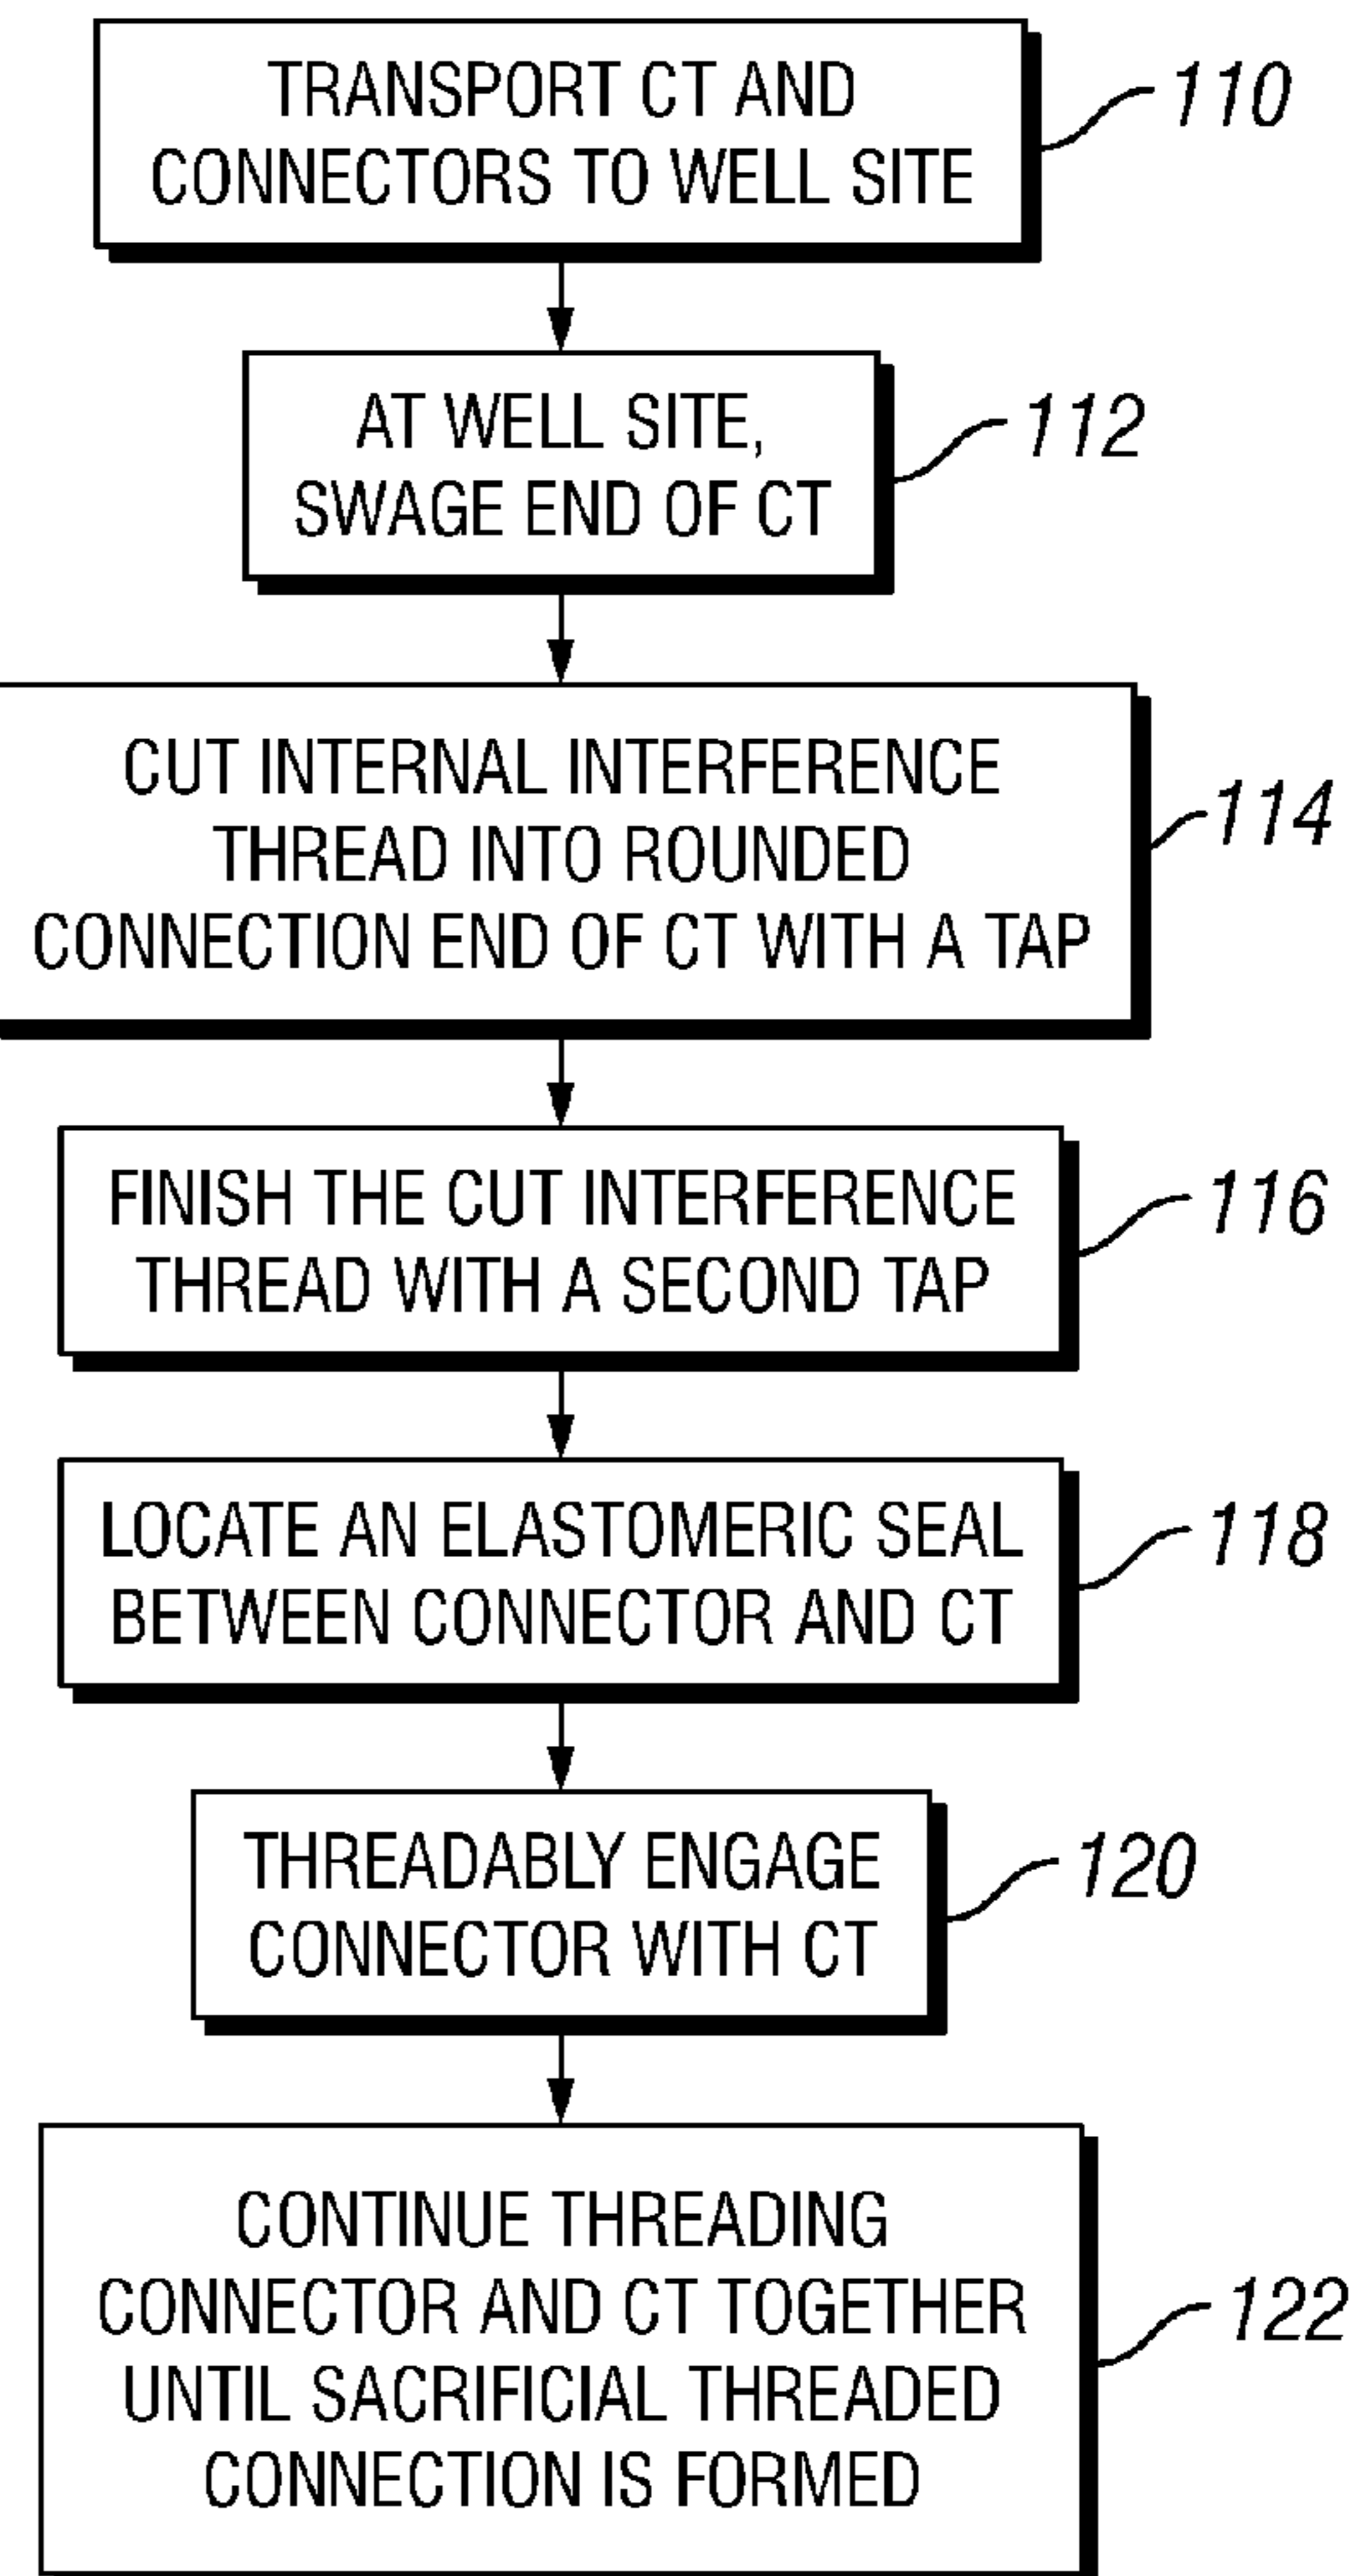 TRANSPORT CT AND
CONNECTORS TO WELL SITE
110
AT WELL SITE,
SWAGE END OF CT
112
CUT INTERNAL INTERFERENCE
THREAD INTO ROUNDED
CONNECTION END OF CT WITH A TAP
114
FINISH THE CUT INTERFERENCE
THREAD WITH A SECOND TAP
116
LOCATE AN ELASTOMERIC SEAL
BETWEEN CONNECTOR AND CT
118
THREADABLY ENGAGE
CONNECTOR WITH CT
120
CONTINUE THREADING
CONNECTOR AND CT TOGETHER
UNTIL SACRIFICIAL THREADED
CONNECTION IS FORMED
122